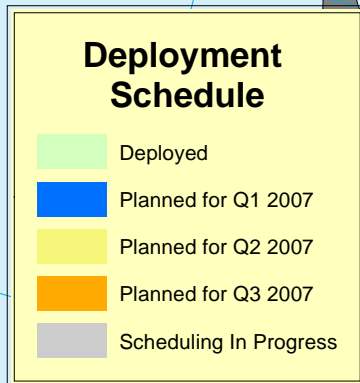 Deployment
Schedule
Deployed
Planned for Q1 2007
Planned for Q2 2007
Planned for Q3 2007
Scheduling In Progress